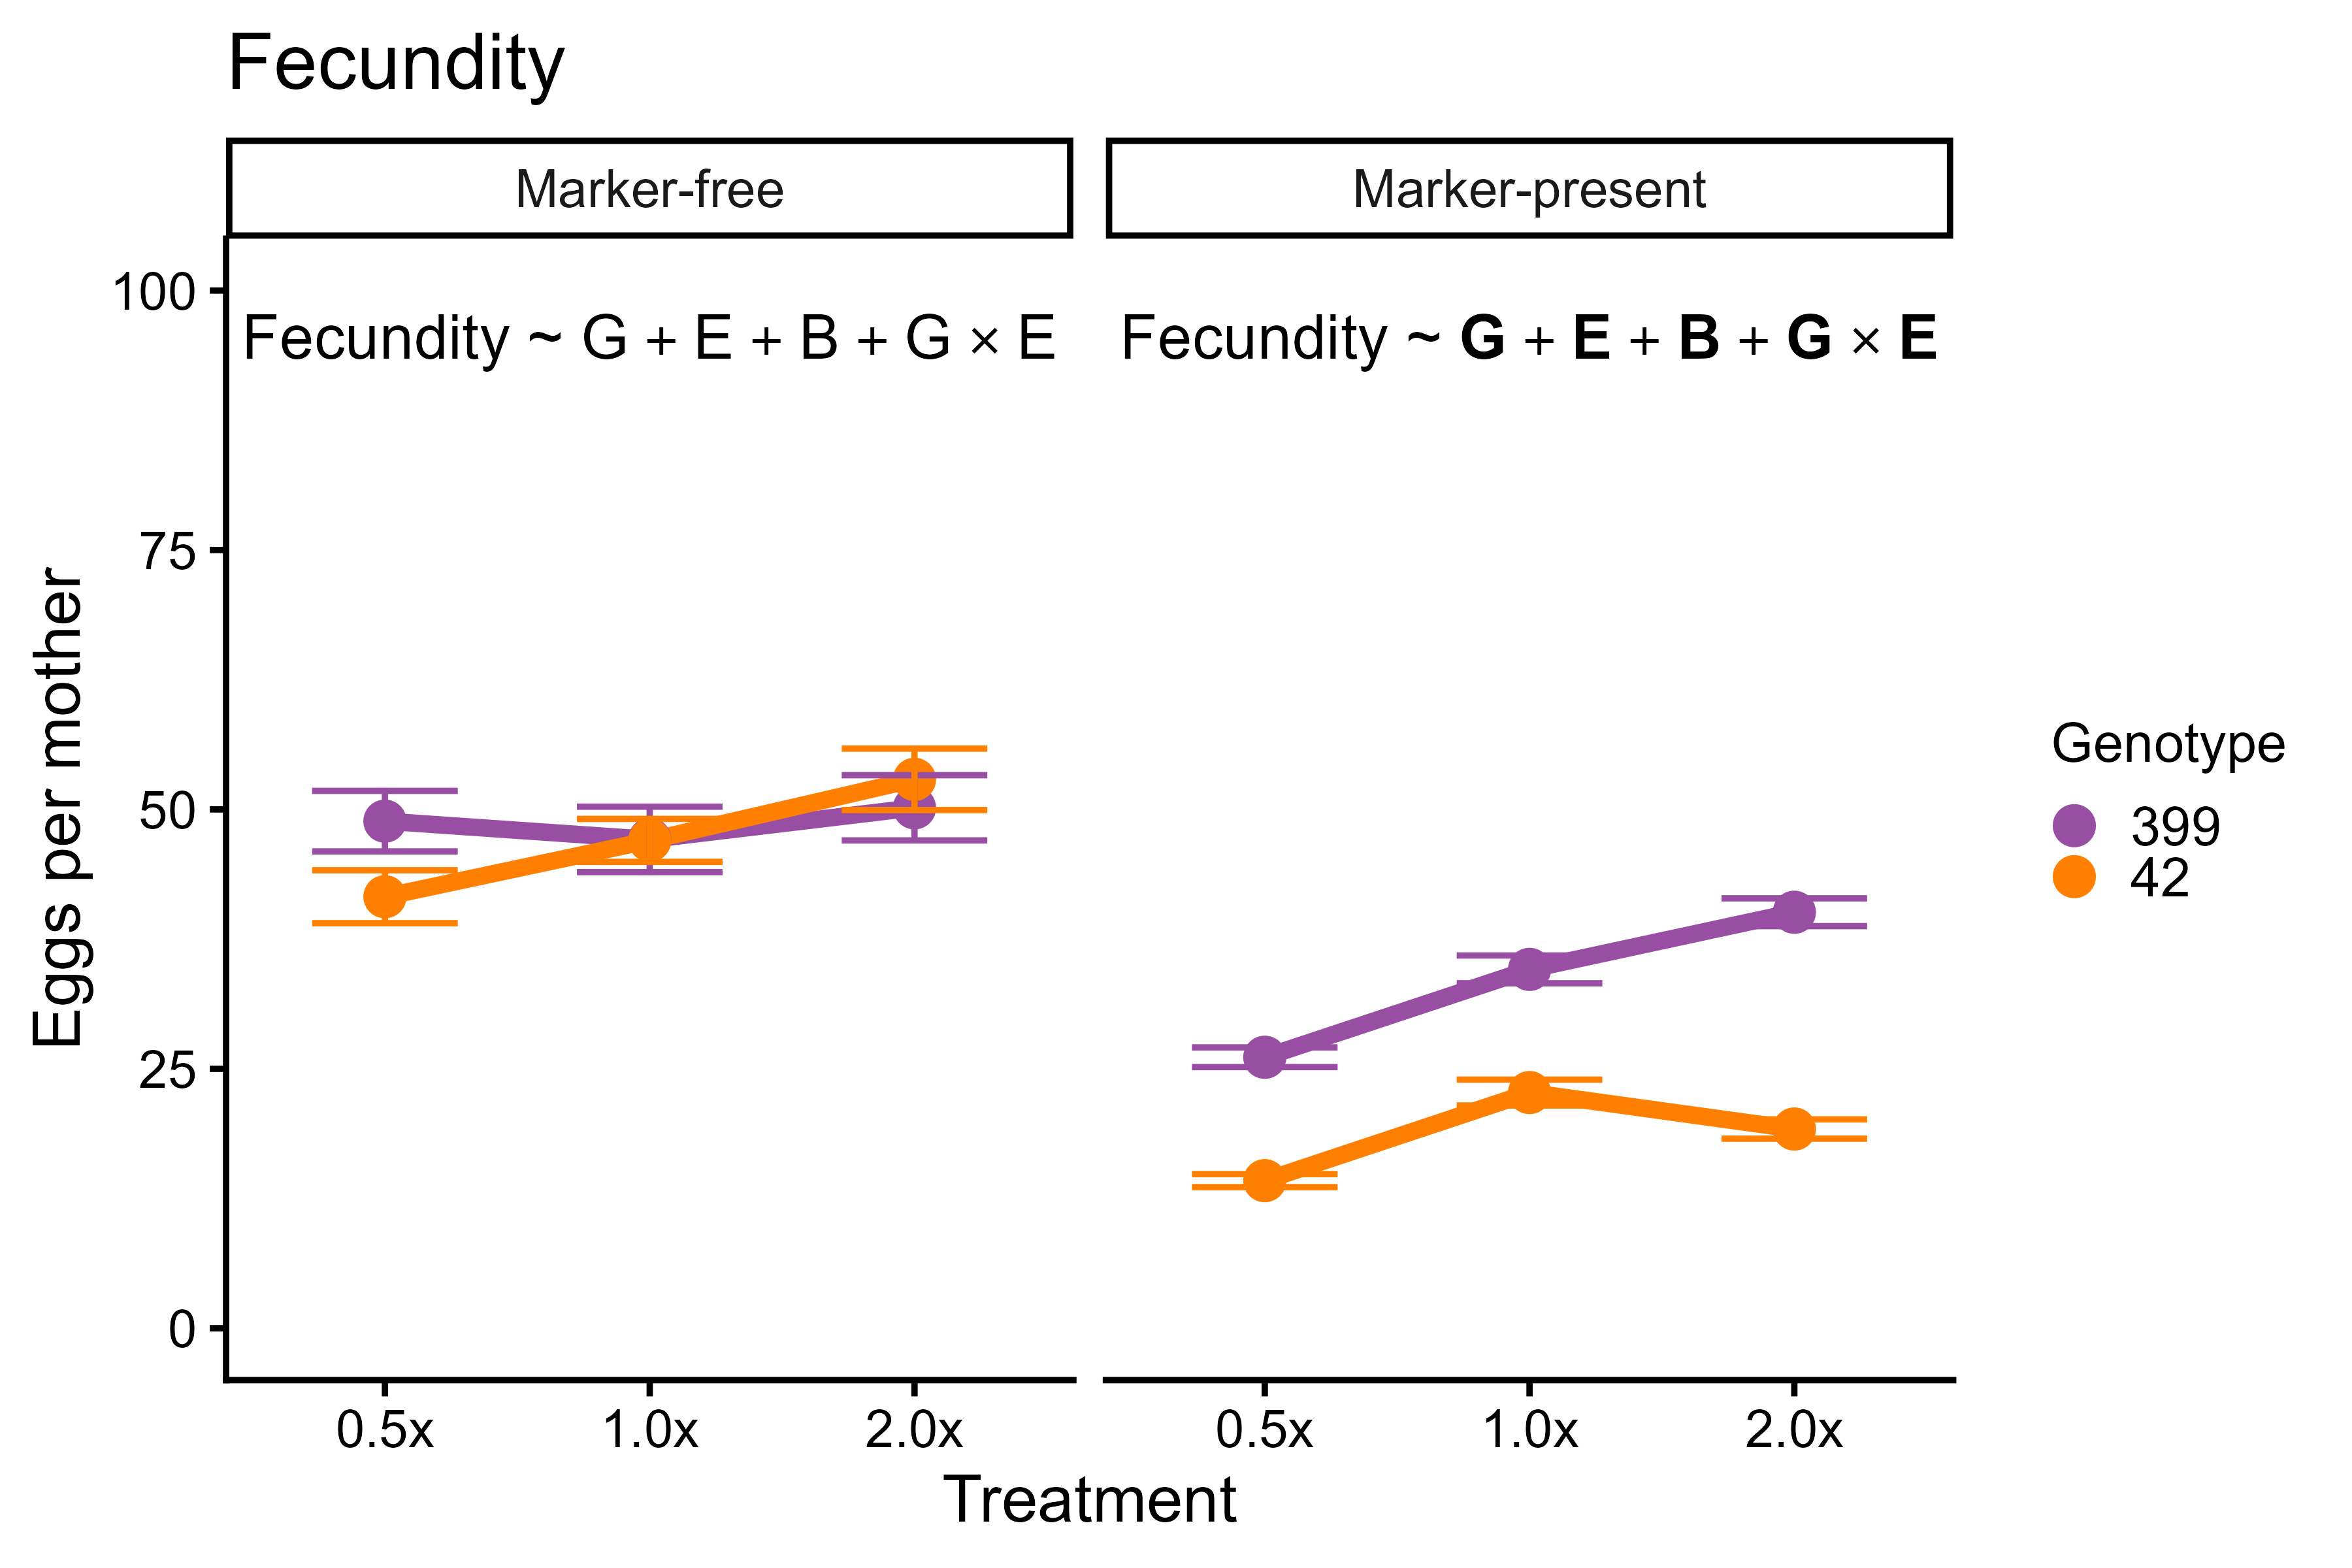 Fecundity
Marker-free
Marker-present
Fecundity ~ G + E + B + G × E
Fecundity ~ G + E + B + G × E
100
75
50
25
0
Eggs per mother
0.5x 1.0x 2.0x
0.5x 1.0x 2.0x
Treatment
Genotype
399
42